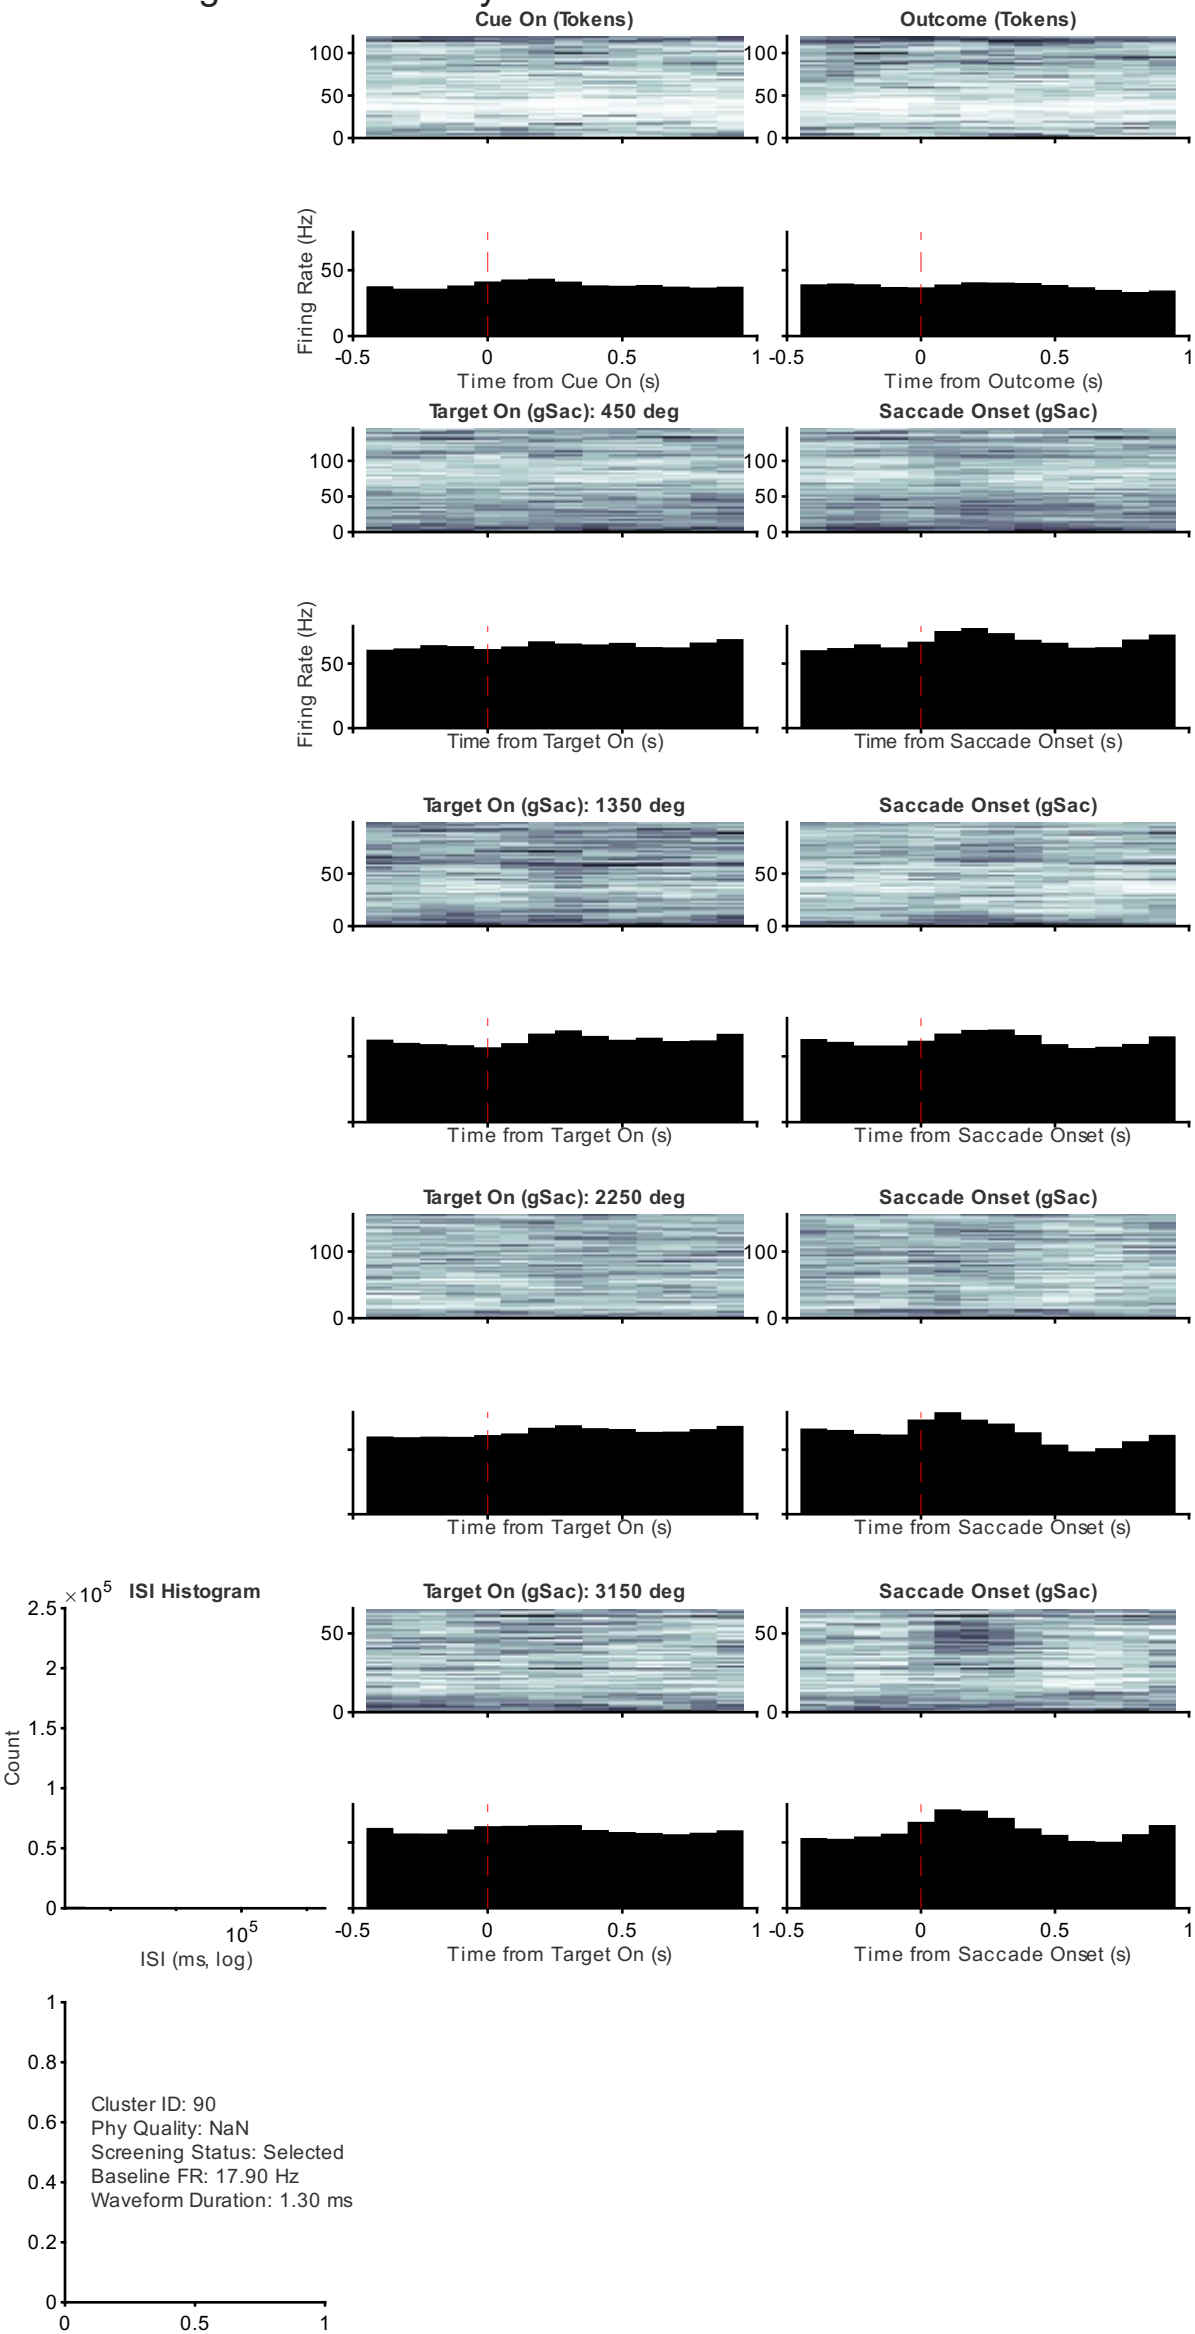 Cue On (Tokens)
Outcome (Tokens)
100
50
0
100
50
0
Firing Rate (Hz)
50
0
-0.5
0
0.5
1
-0.5
0
0.5
1
Time from Cue On (s)
Time from Outcome (s)
Target On (gSac): 450 deg
Saccade Onset (gSac)
100
50
0
100
50
0
Firing Rate (Hz)
50
0
Time from Target On (s)
Time from Saccade Onset (s)
Target On (gSac): 1350 deg
Saccade Onset (gSac)
50
0
50
0
Time from Target On (s)
Time from Saccade Onset (s)
Target On (gSac): 2250 deg
Saccade Onset (gSac)
100
0
100
0
Time from Target On (s)
Time from Saccade Onset (s)
ISI Histogram
×10^5
2.5
2
1.5
1
0.5
0
Count
10^5
ISI (ms, log)
Target On (gSac): 3150 deg
Saccade Onset (gSac)
50
0
50
0
-0.5
0
0.5
1
-0.5
0
0.5
1
Time from Target On (s)
Time from Saccade Onset (s)
1
0.8
0.6
0.4
0.2
0
Cluster ID: 90
Phy Quality: NaN
Screening Status: Selected
Baseline FR: 17.90 Hz
Waveform Duration: 1.30 ms
0
0.5
1